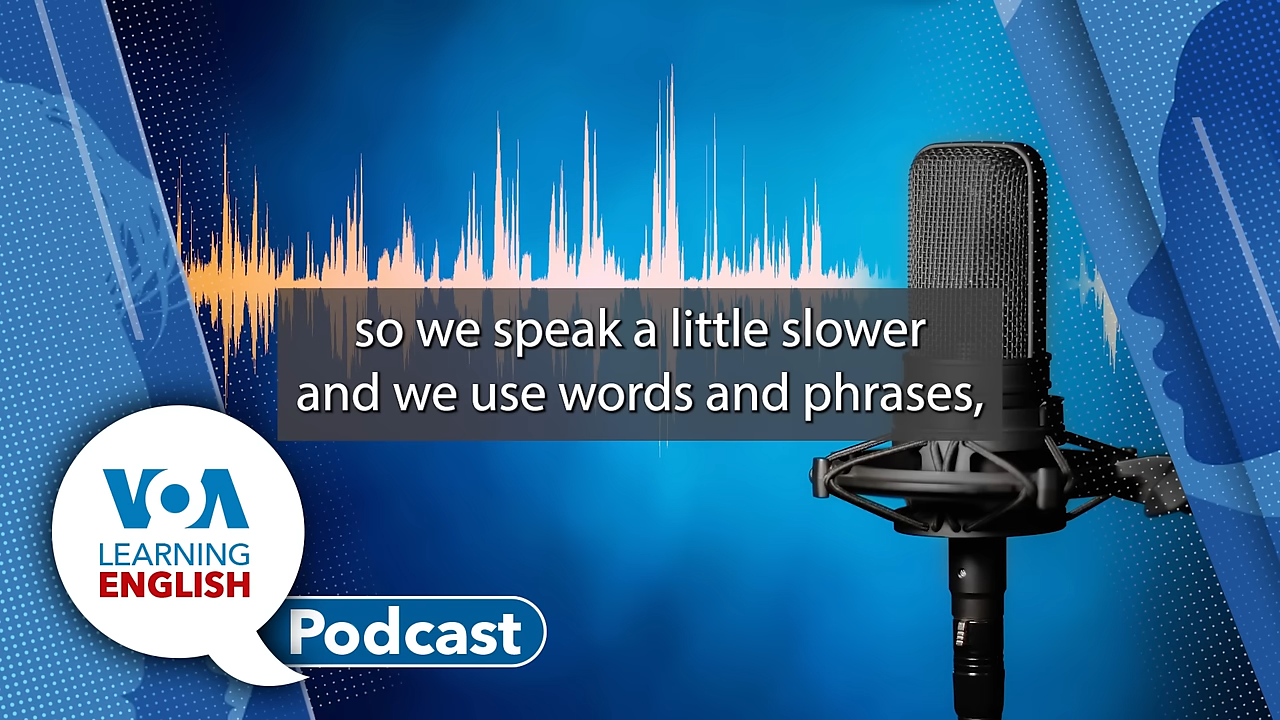 so we speak a little slower
and we use words and phrases,
VOA
LEARNING
ENGLISH
Podcast